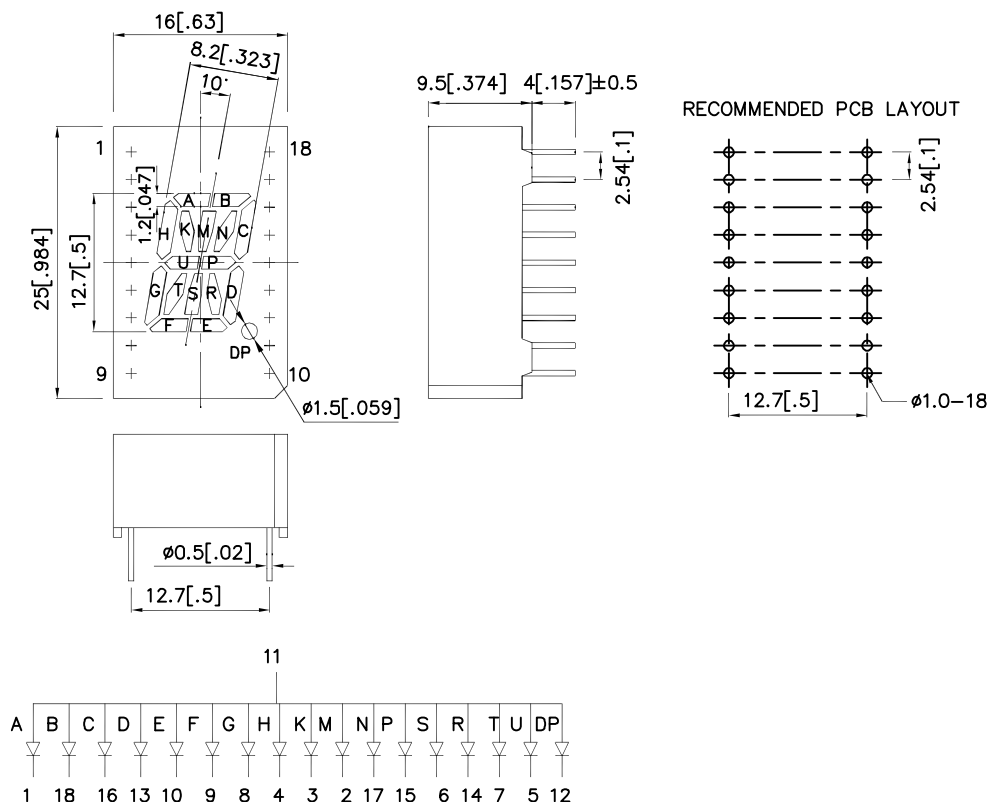 16[.63]
8.2[.323]
10°
9.5[.374] 4[.157]±0.5
RECOMMENDED PCB LAYOUT
1 18
2.54[.1]
2.54[.1]
1.2[.047]
A B
H K M N C
25[.984]
12.7[.5]
U P
G T S R D
F E
DP
9 10
ø1.5[.059]
12.7[.5]
ø1.0-18
ø0.5[.02]
12.7[.5]
11
A B C D E F G H K M N P S R T U DP
1 18 16 13 10 9 8 4 3 2 17 15 6 14 7 5 12